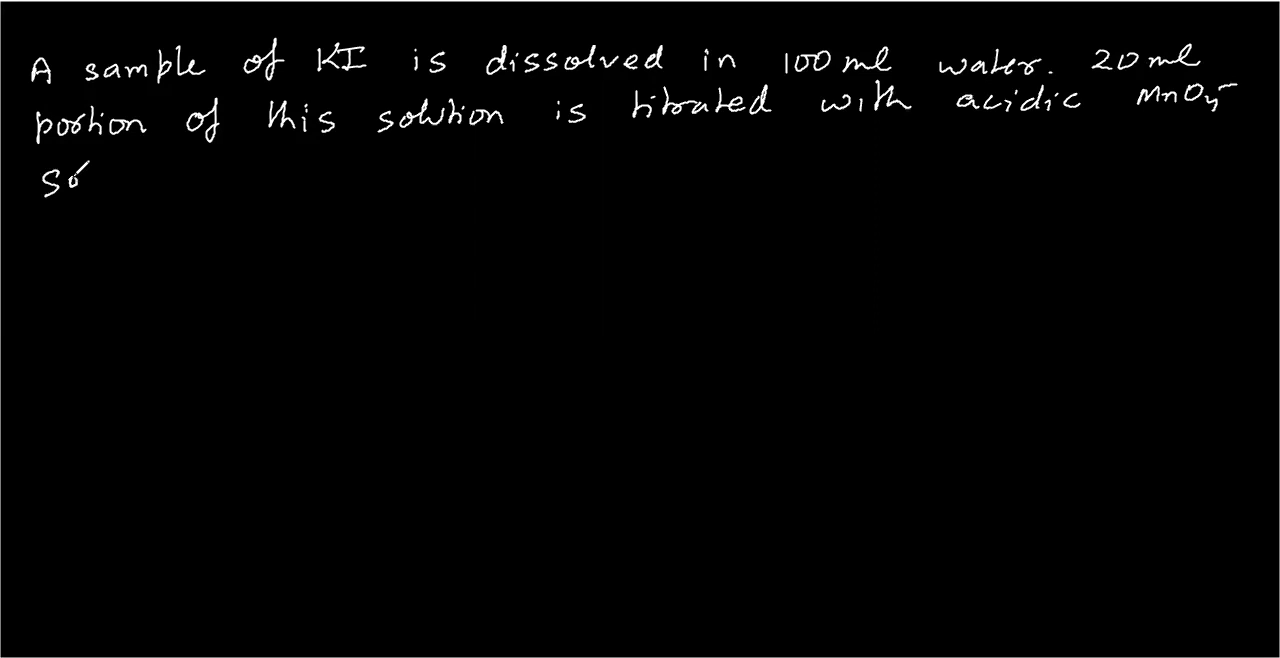 A sample of KI is dissolved in 100 ml water. 20 ml
portion of this solution is titrated with acidic MnO₄⁻
so